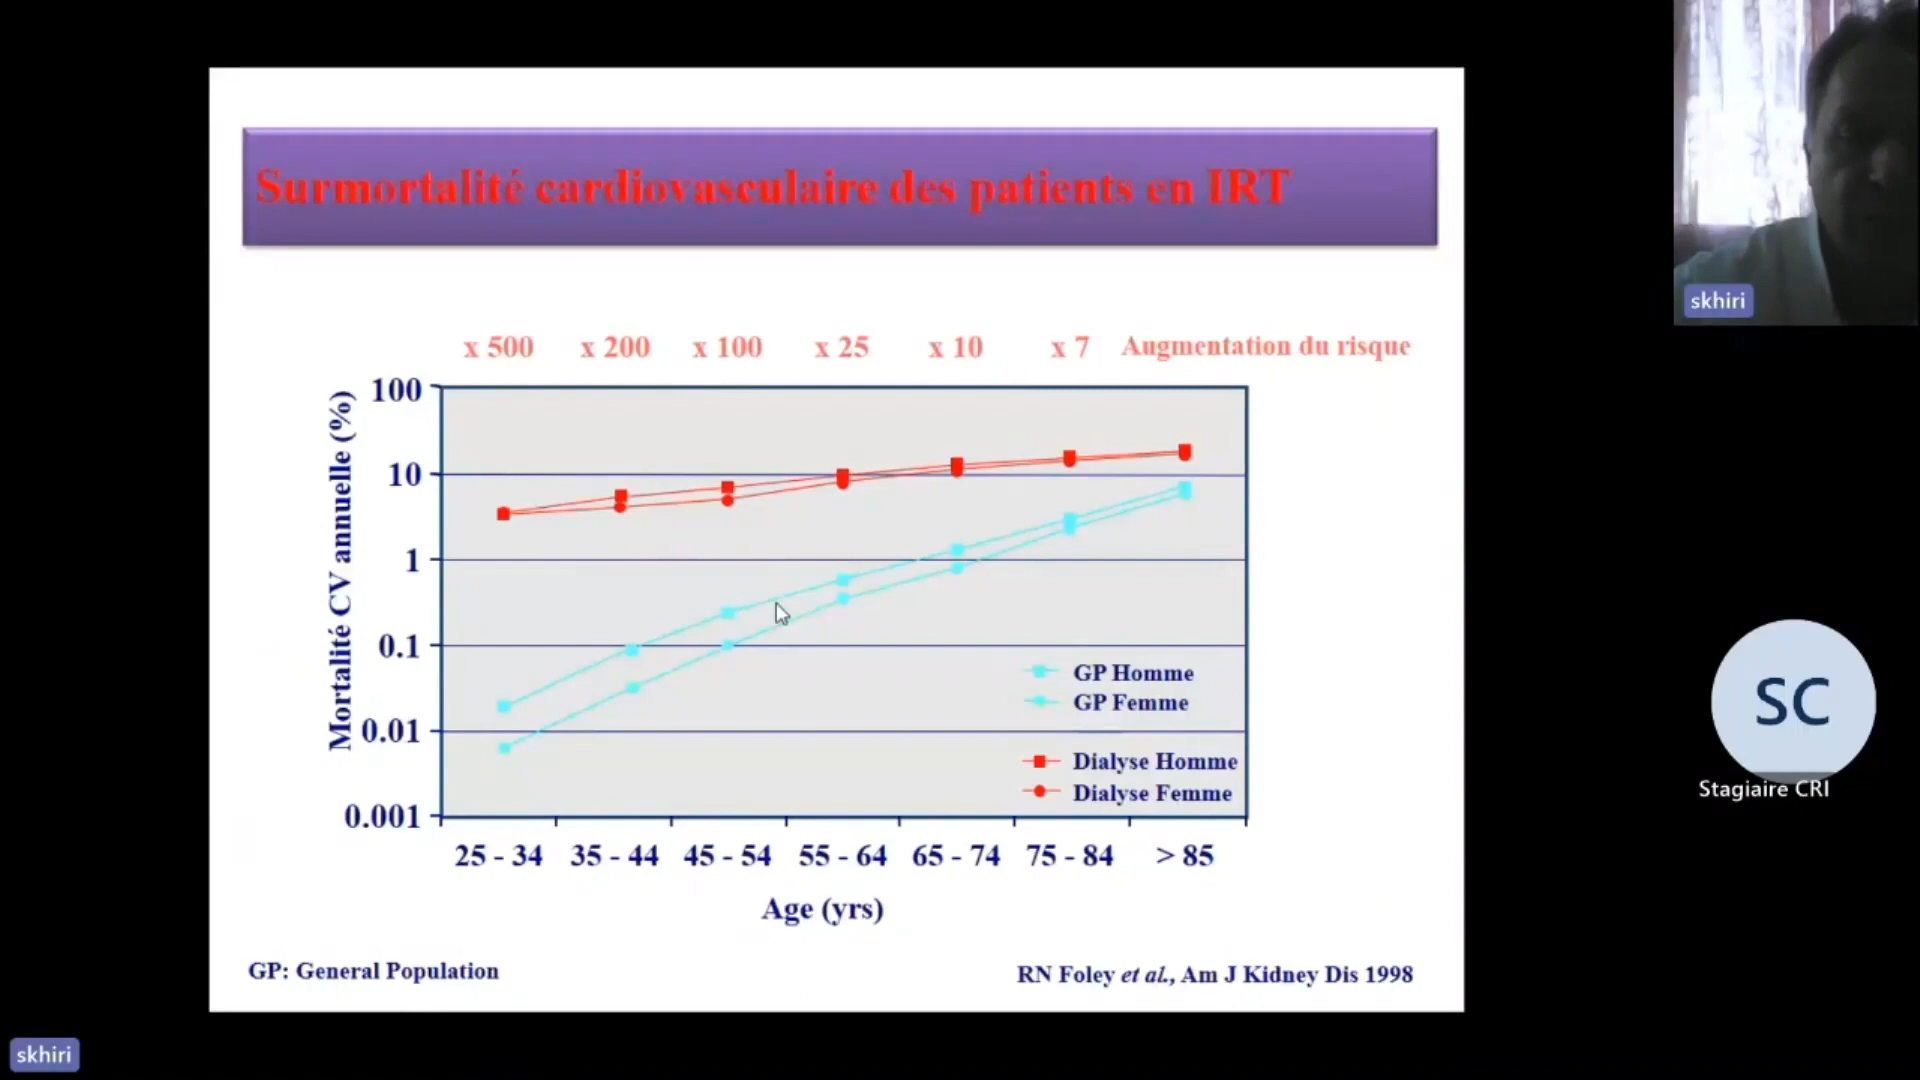 Surmortalité cardiovasculaire des patients en IRT
x 500 x 200 x 100 x 25 x 10 x 7 Augmentation du risque
Mortalité CV annuelle (%)
100
10
1
0.1
0.01
0.001
GP Homme
GP Femme
Dialyse Homme
Dialyse Femme
25 - 34 35 - 44 45 - 54 55 - 64 65 - 74 75 - 84 > 85
Age (yrs)
GP: General Population
RN Foley et al., Am J Kidney Dis 1998
skhiri
SC
Stagiaire CRI
skhiri